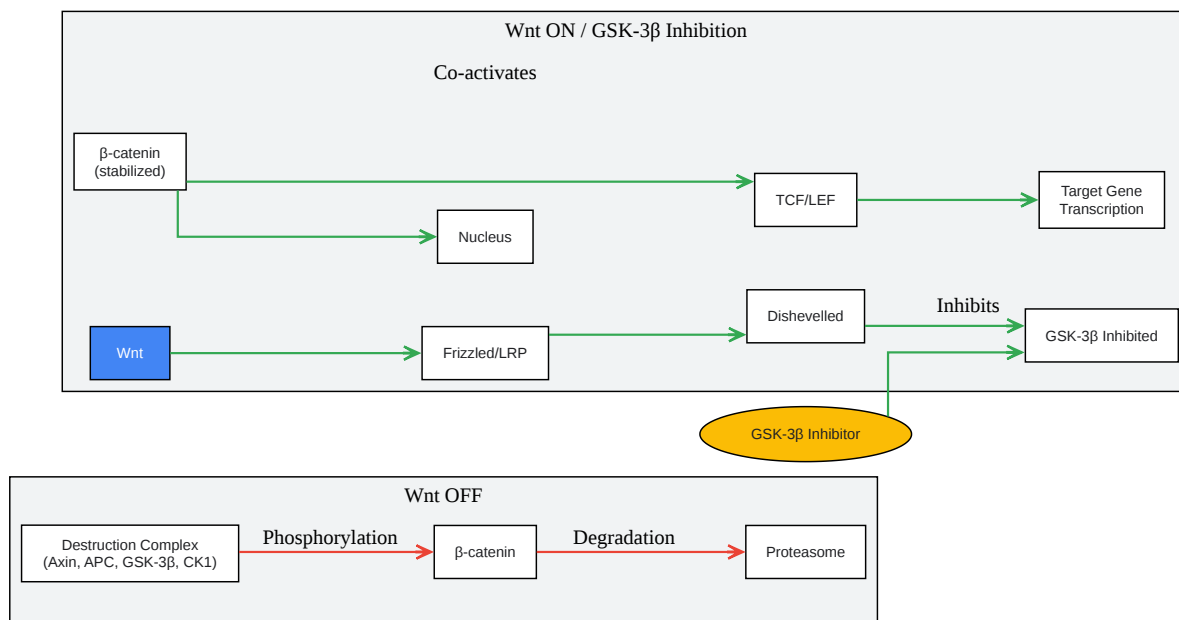 Wnt ON / GSK-3β Inhibition
Co-activates
β-catenin
(stabilized)
TCF/LEF
Target Gene
Transcription
Nucleus
Dishevelled
Inhibits
GSK-3β Inhibited
Wnt
Frizzled/LRP
GSK-3β Inhibitor
Wnt OFF
Destruction Complex
(Axin, APC, GSK-3β, CK1)
Phosphorylation
β-catenin
Degradation
Proteasome